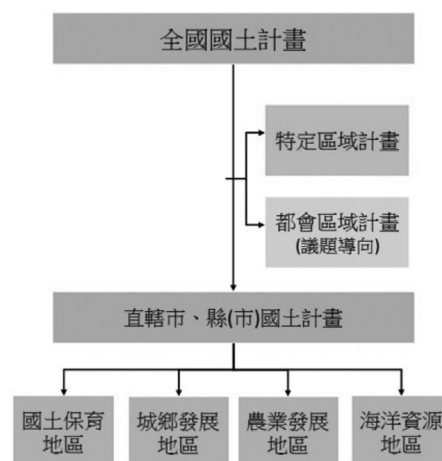 全國國土計畫
特定區域計畫
都會區域計畫
(議題導向)
直轄市、縣(市)國土計畫
國土保育
地區
城鄉發展
地區
農業發展
地區
海洋資源
地區